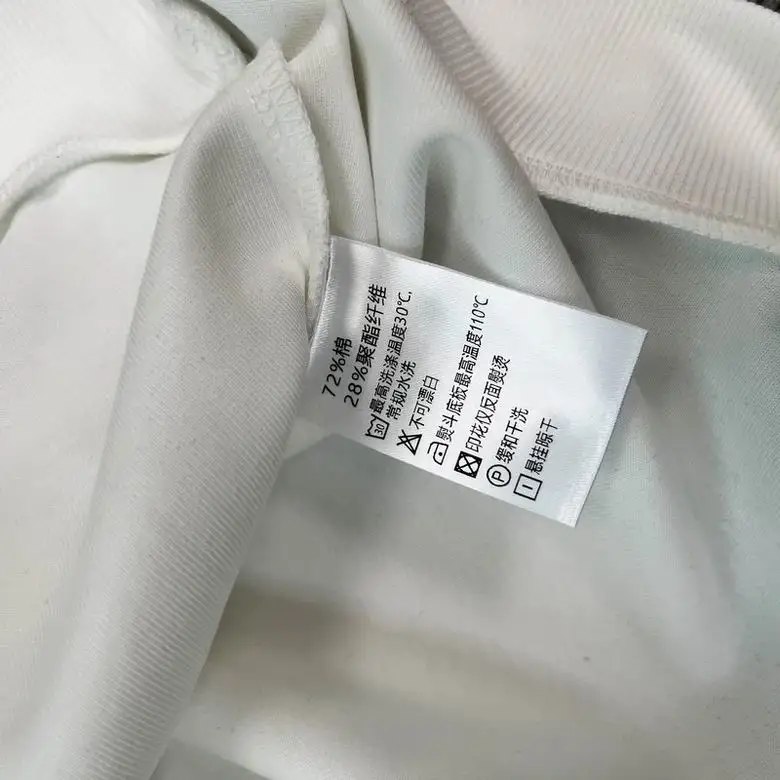 72%棉
28%聚酯纤维
30 最高洗涤温度30℃,
常规水洗
不可漂白
熨斗底板最高温度110℃
印花仅反面熨烫
P 缓和干洗
悬挂晾干